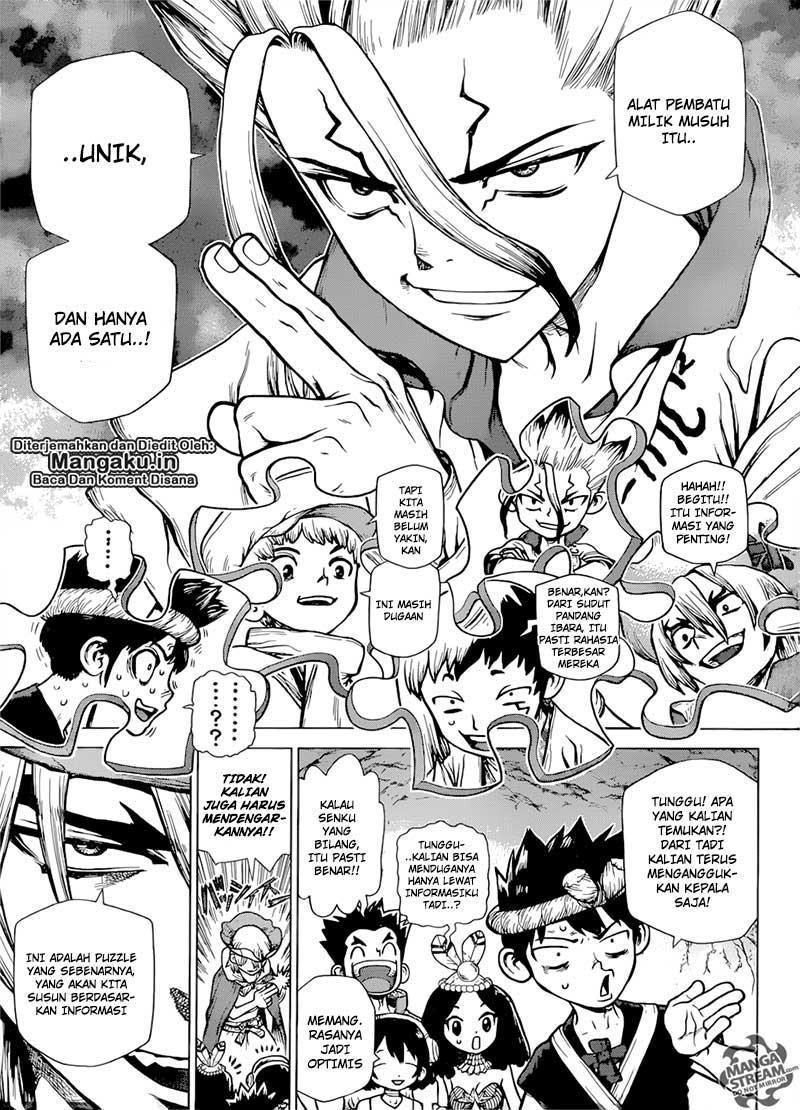 ALAT PEMBATU
MILIK MUSUH
ITU..
..UNIK,
DAN HANYA
ADA SATU..!
Diterjemahkan dan Diedit Oleh:
Mangaku.in
Baca Dan Koment Disana
HAHAH!!
BEGITU!!
ITU INFOR-
MASI YANG
PENTING!
TAPI
KITA
MASIH
BELUM
YAKIN,
KAN
INI MASIH
DUGAAN
BENAR,KAN?
DARI SUDUT
PANDANG
IBARA, ITU
PASTI RAHASIA
TERBESAR
MEREKA
......
......
??
TUNGGU! APA
YANG KALIAN
TEMUKAN?!
DARI TADI
KALIAN TERUS
MENGANGGUK-
KAN KEPALA
SAJA!
TUNGGU-
..KALIAN BISA
MENDUGANYA
HANYA LEWAT
INFORMASIKU
TADI..?
KALAU
SENKU
YANG
BILANG,
ITU PASTI
BENAR!!
MEMANG.
RASANYA
JADI
OPTIMIS
TIDAK!
KALIAN
JUGA HARUS
MENDENGAR-
KANNYA!!
INI ADALAH PUZZLE
YANG SEBENARNYA,
YANG AKAN KITA
SUSUN BERDASAR-
KAN INFORMASI
MANGA
STREAM.COM
DO NOT MIRROR